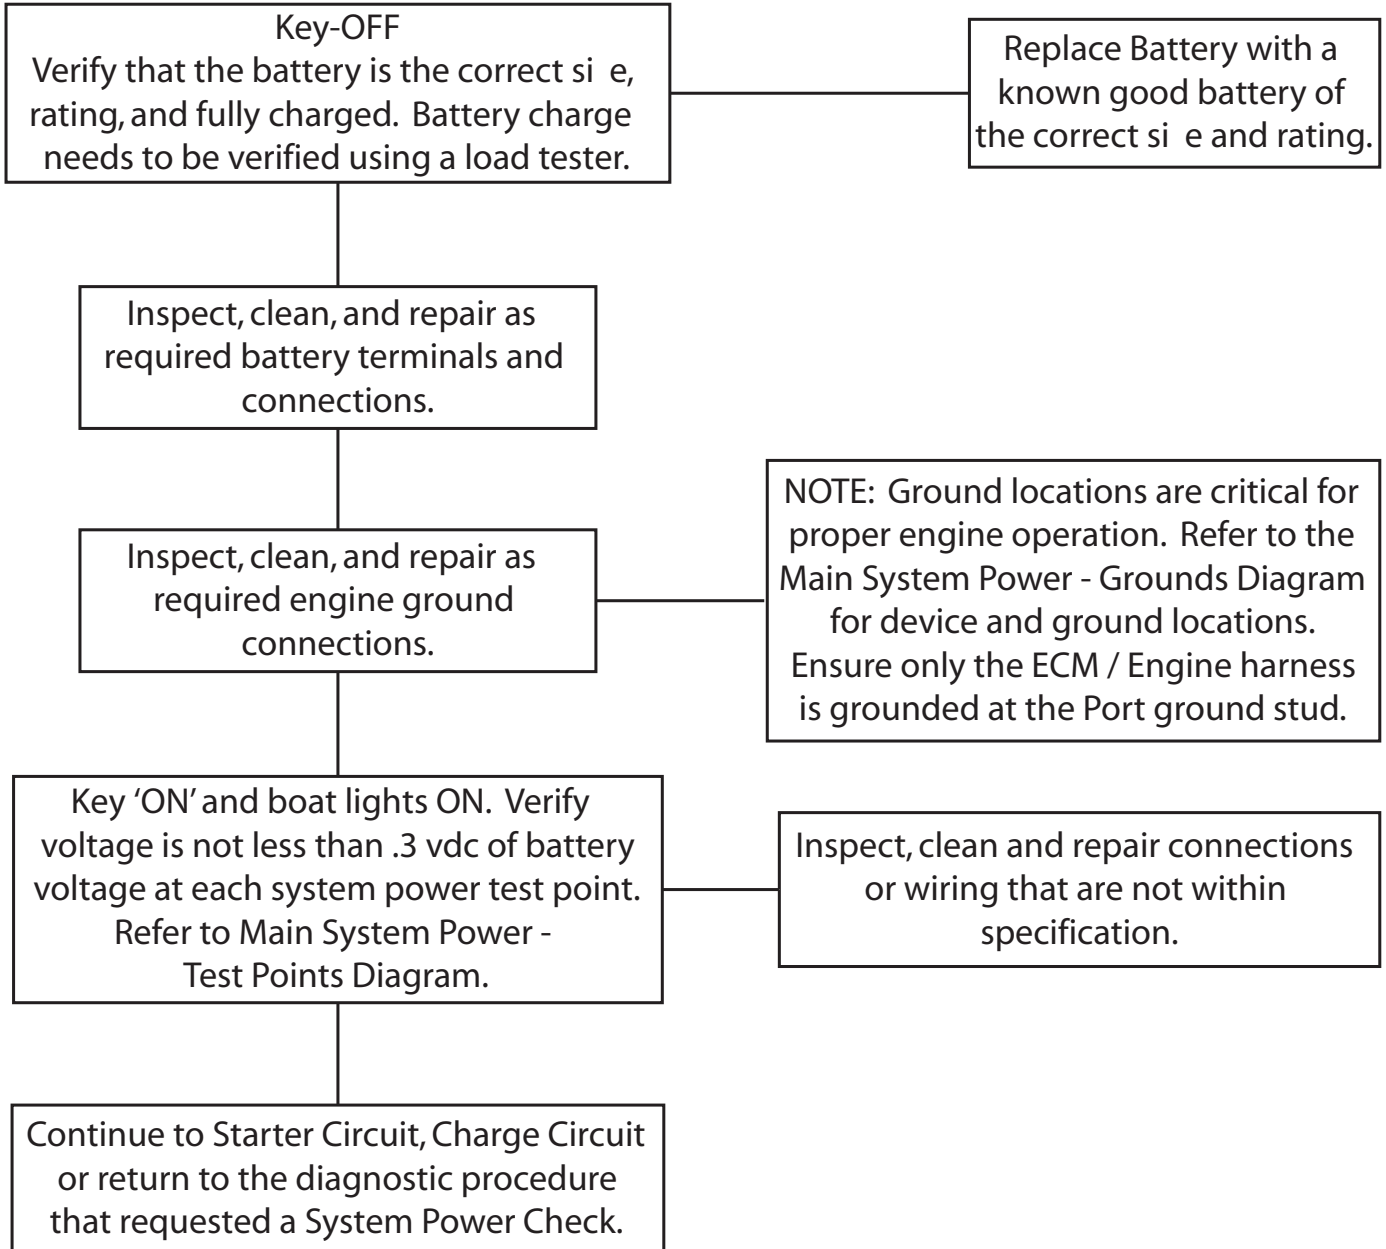 Key-OFF
Verify that the battery is the correct si e,
rating, and fully charged. Battery charge
needs to be verified using a load tester.
Replace Battery with a
known good battery of
the correct si e and rating.
Inspect, clean, and repair as
required battery terminals and
connections.
Inspect, clean, and repair as
required engine ground
connections.
NOTE: Ground locations are critical for
proper engine operation. Refer to the
Main System Power - Grounds Diagram
for device and ground locations.
Ensure only the ECM / Engine harness
is grounded at the Port ground stud.
Key ‘ON’ and boat lights ON. Verify
voltage is not less than .3 vdc of battery
voltage at each system power test point.
Refer to Main System Power -
Test Points Diagram.
Inspect, clean and repair connections
or wiring that are not within
specification.
Continue to Starter Circuit, Charge Circuit
or return to the diagnostic procedure
that requested a System Power Check.